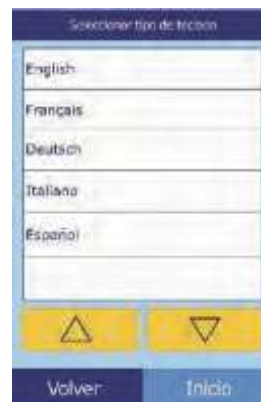 Seleccionar tipo de teclado
English
Français
Deutsch
Italiano
Español
Volver
Inicio